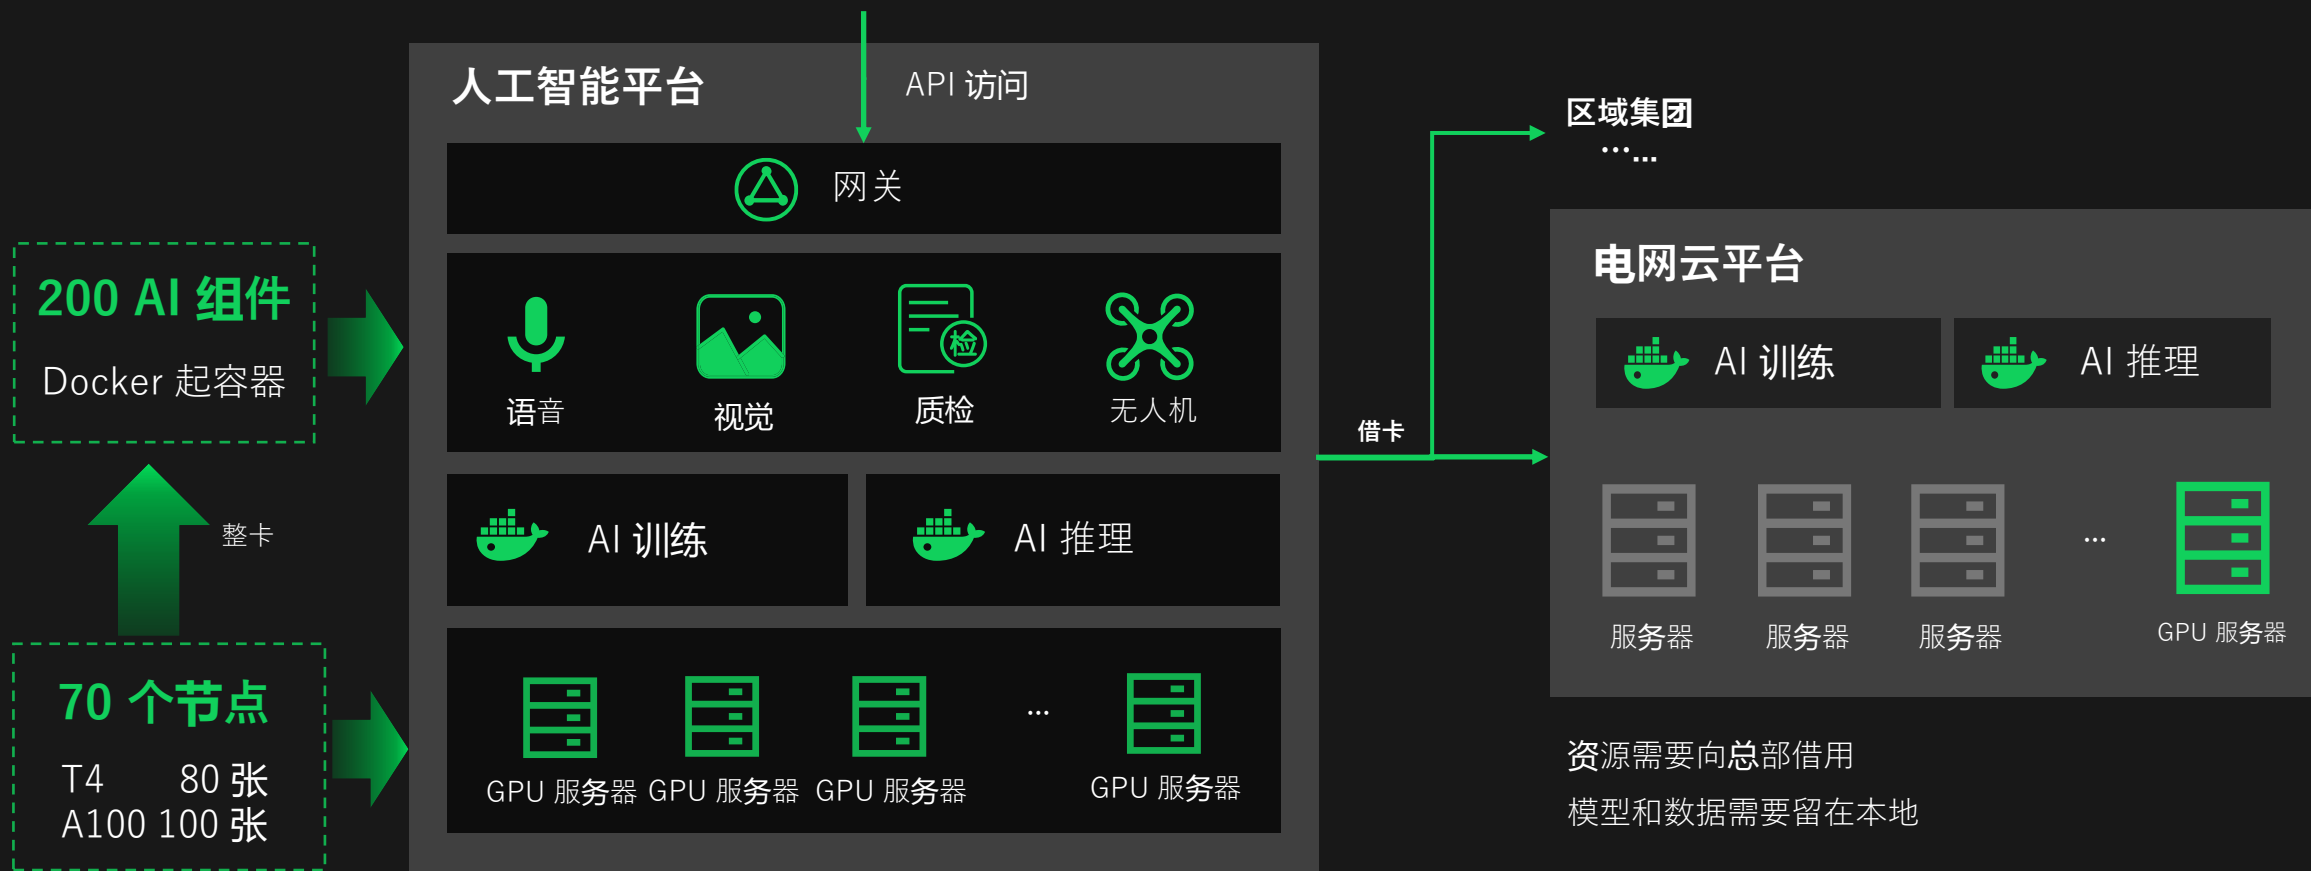 人工智能平台
API 访问
网关
语音
视觉
检
质检
无人机
AI 训练
AI 推理
GPU 服务器
GPU 服务器
GPU 服务器
...
GPU 服务器
200 AI 组件
Docker 起容器
整卡
70 个节点
T4 80 张
A100 100 张
借卡
区域集团
...…
电网云平台
AI 训练
AI 推理
服务器
服务器
服务器
...
GPU 服务器
资源需要向总部借用
模型和数据需要留在本地